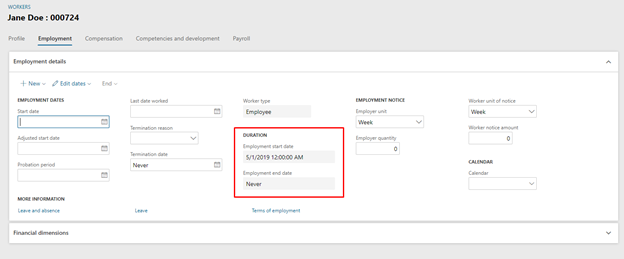 WORKERS
Jane Doe : 000724
Profile Employment Compensation Competencies and development Payroll
Employment details
New Edit dates End
EMPLOYMENT DATES
Start date
Adjusted start date
Probation period
Last date worked
Termination reason
Termination date
Never
Worker type
Employee
DURATION
Employment start date
5/1/2019 12:00:00 AM
Employment end date
Never
EMPLOYMENT NOTICE
Employer unit
Week
Employer quantity
0
Worker unit of notice
Week
Worker notice amount
0
CALENDAR
Calendar
MORE INFORMATION
Leave and absence Leave Terms of employment
Financial dimensions